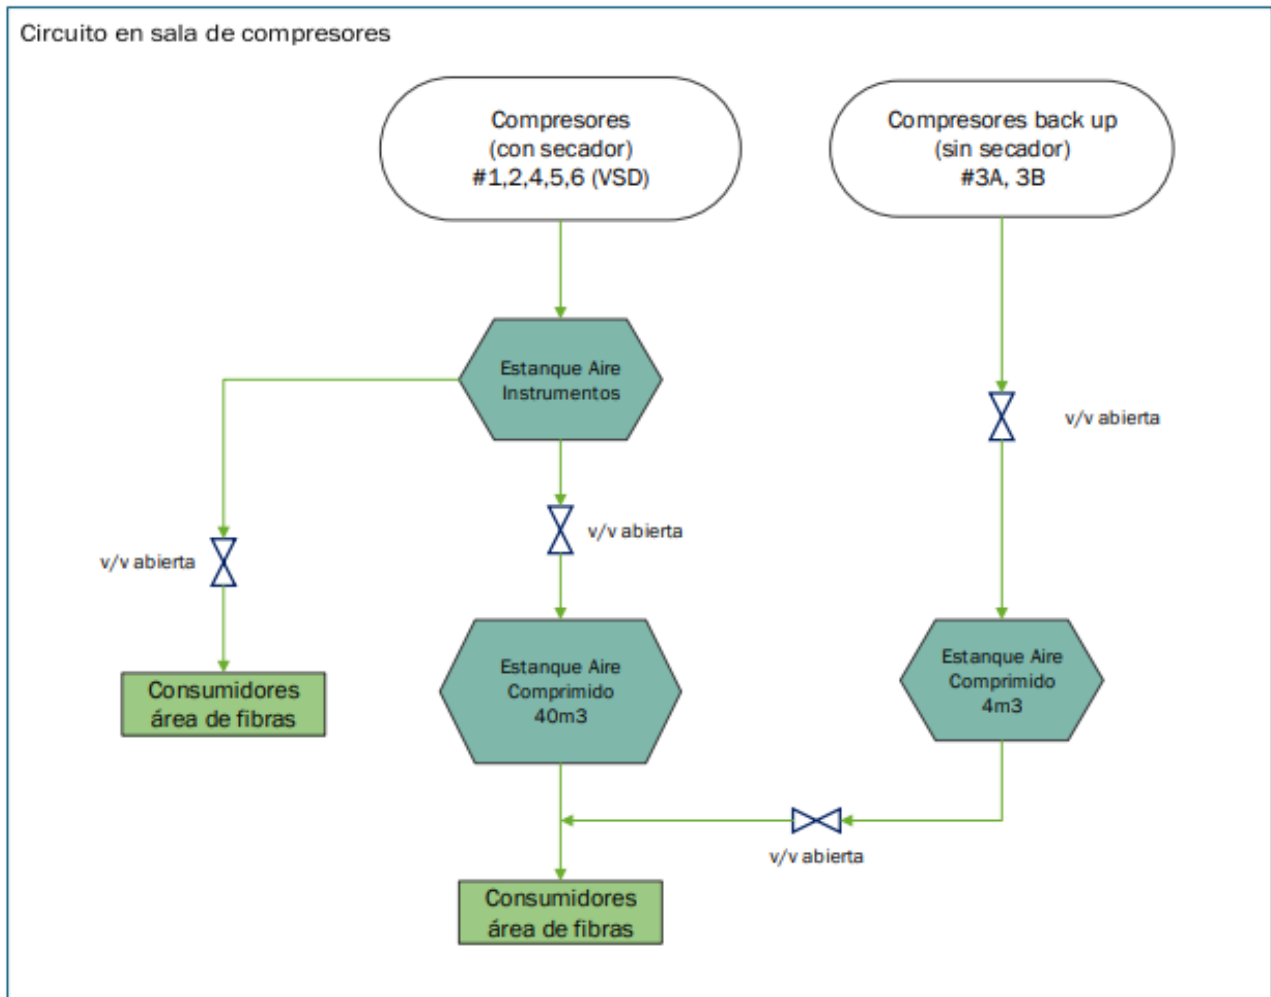 Circuito en sala de compresores
Compresores
(con secador)
#1,2,4,5,6 (VSD)
Compresores back up
(sin secador)
#3A, 3B
Estanque Aire
Instrumentos
v/v abierta
v/v abierta
v/v abierta
Consumidores
área de fibras
Estanque Aire
Comprimido
40m3
Estanque Aire
Comprimido
4m3
v/v abierta
Consumidores
área de fibras